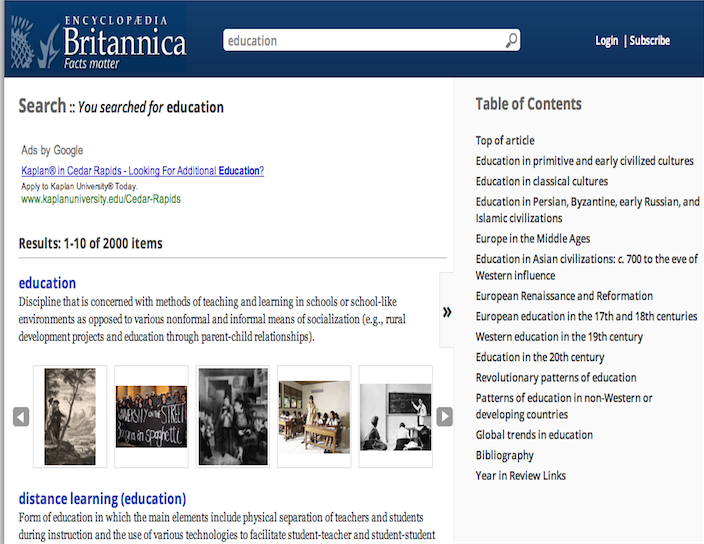 ENCYCLOPÆDIA
Britannica
Facts matter
education
Login | Subscribe
Search :: You searched for education
Ads by Google
Kaplan® in Cedar Rapids - Looking For Additional Education?
Apply to Kaplan University® Today.
www.kaplanuniversity.edu/Cedar-Rapids
Results: 1-10 of 2000 items
education
Discipline that is concerned with methods of teaching and learning in schools or school-like
environments as opposed to various nonformal and informal means of socialization (e.g., rural
development projects and education through parent-child relationships).
»
UNIVERSITY on the STREET
in spaghetti
distance learning (education)
Form of education in which the main elements include physical separation of teachers and students
during instruction and the use of various technologies to facilitate student-teacher and student-student
Table of Contents
Top of article
Education in primitive and early civilized cultures
Education in classical cultures
Education in Persian, Byzantine, early Russian, and
Islamic civilizations
Europe in the Middle Ages
Education in Asian civilizations: c. 700 to the eve of
Western influence
European Renaissance and Reformation
European education in the 17th and 18th centuries
Western education in the 19th century
Education in the 20th century
Revolutionary patterns of education
Patterns of education in non-Western or
developing countries
Global trends in education
Bibliography
Year in Review Links